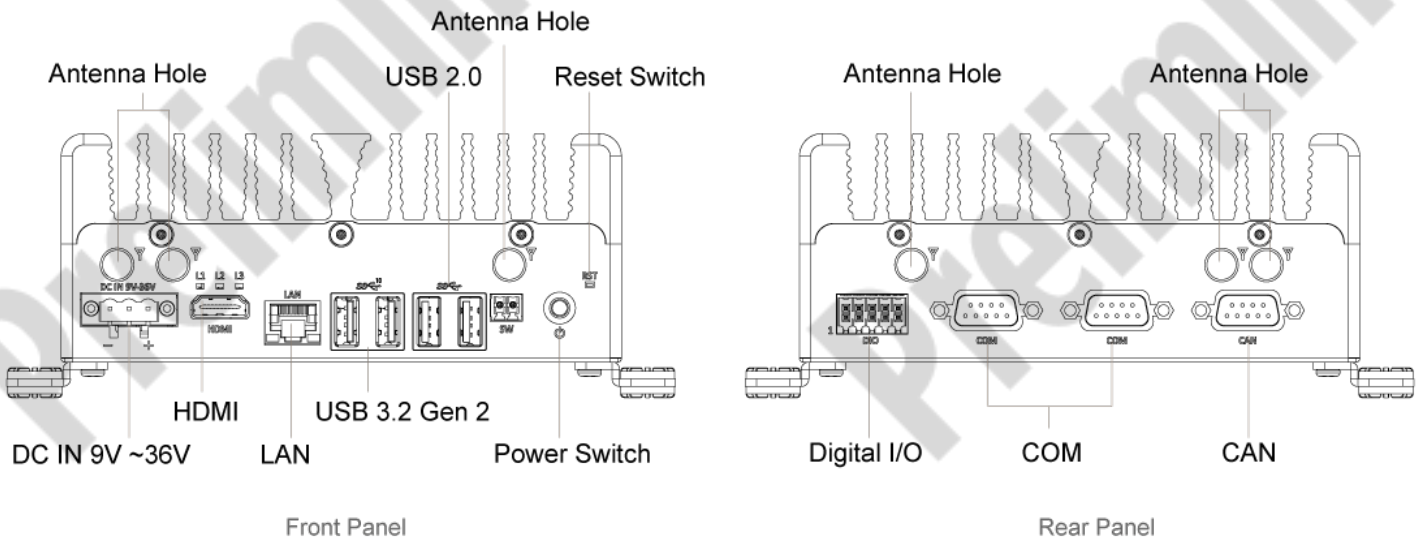 Antenna Hole
Antenna Hole
USB 2.0
Reset Switch
Antenna Hole
Antenna Hole
L1 L2 L3
RST
DC IN 9V-36V
LAN
10
HDMI
SW
1
DIO
COM
COM
CAN
HDMI
USB 3.2 Gen 2
DC IN 9V ~36V
LAN
Power Switch
Digital I/O
COM
CAN
Front Panel
Rear Panel